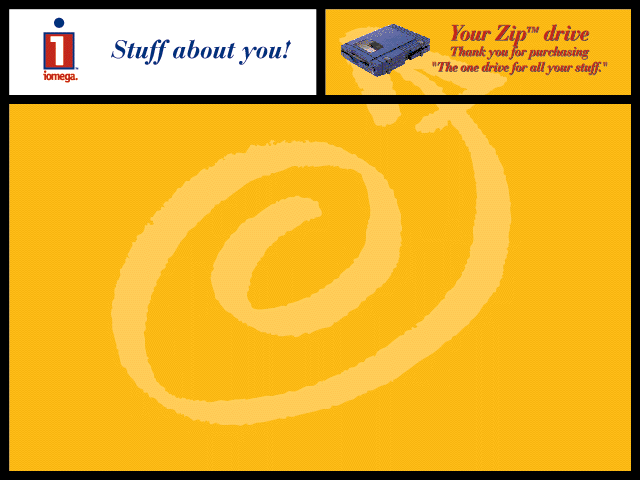 iomega.
Stuff about you!
Your Zip™ drive
Thank you for purchasing
"The one drive for all your stuff."